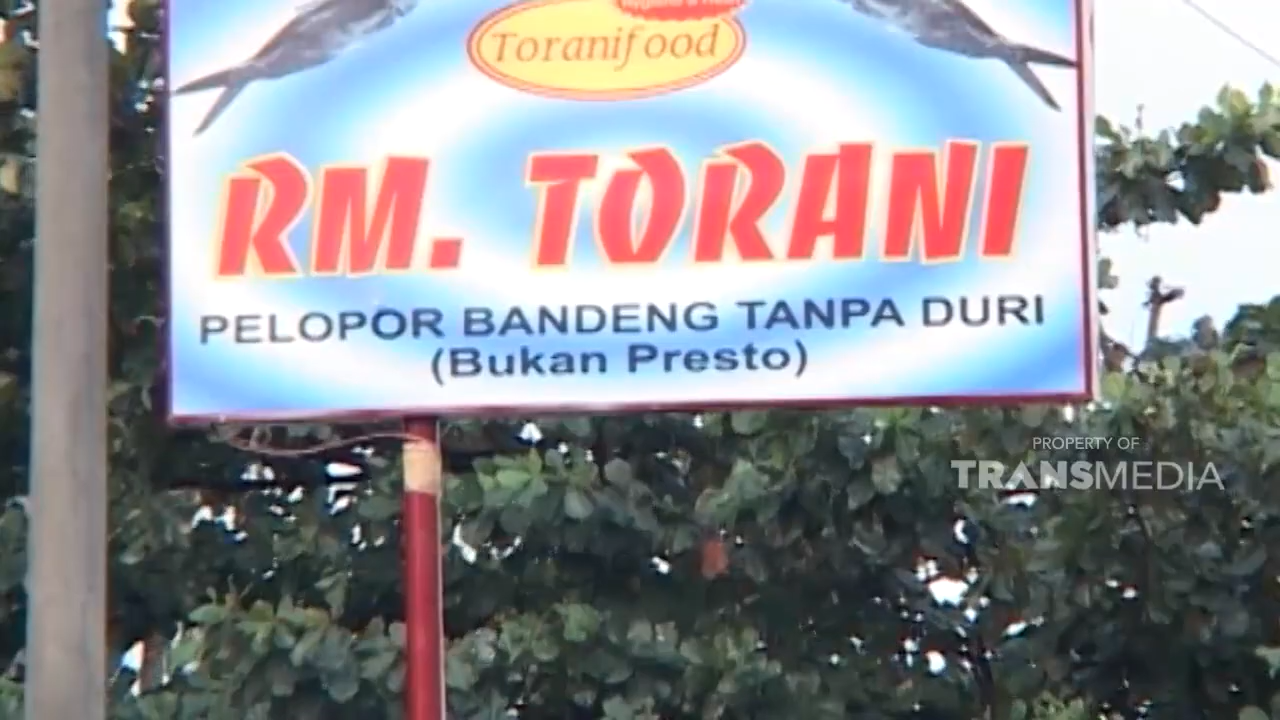 Toranifood
RM. TORANI
PELOPOR BANDENG TANPA DURI
(Bukan Presto)
PROPERTY OF
TRANSMEDIA